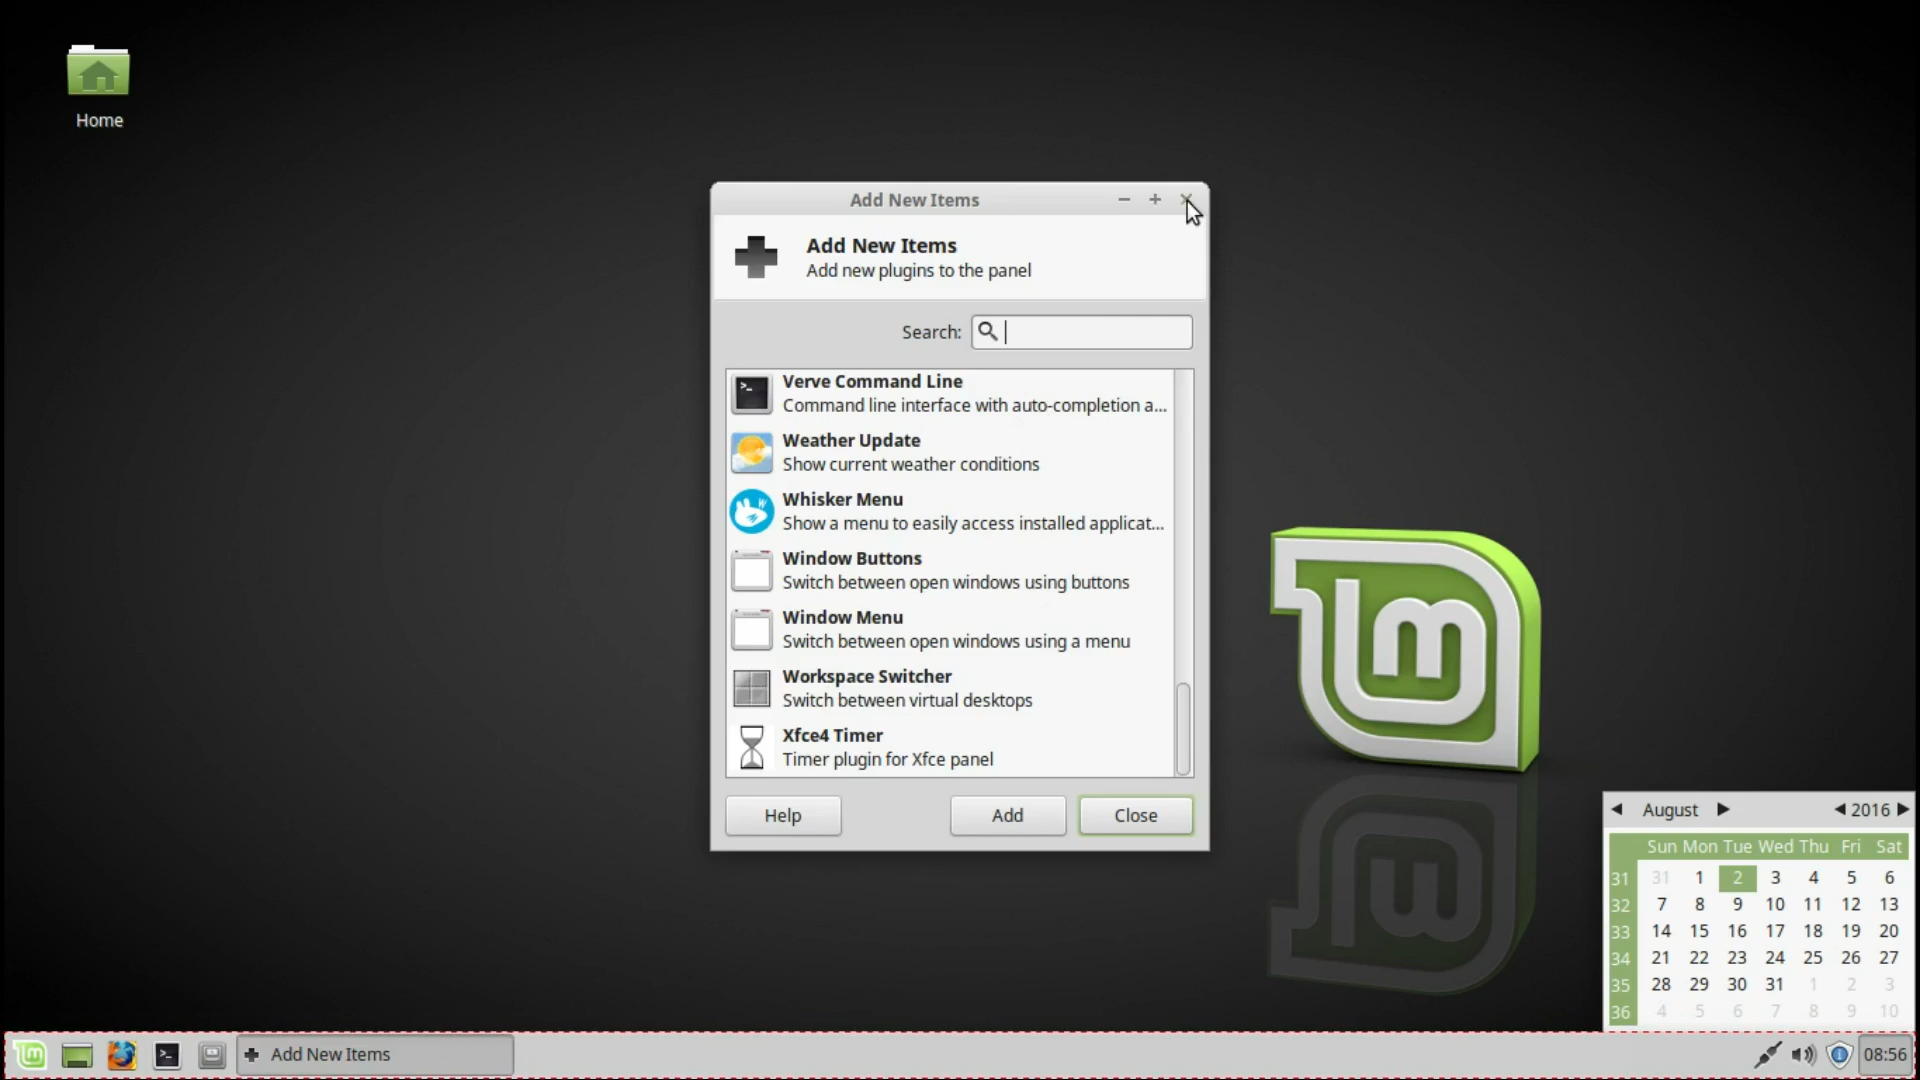 Home
Add New Items
Add New Items
Add new plugins to the panel
Search:
Verve Command Line
Command line interface with auto-completion a...
Weather Update
Show current weather conditions
Whisker Menu
Show a menu to easily access installed applicat...
Window Buttons
Switch between open windows using buttons
Window Menu
Switch between open windows using a menu
Workspace Switcher
Switch between virtual desktops
Xfce4 Timer
Timer plugin for Xfce panel
Help Add Close
August 2016
Sun Mon Tue Wed Thu Fri Sat
31 31 1 2 3 4 5 6
32 7 8 9 10 11 12 13
33 14 15 16 17 18 19 20
34 21 22 23 24 25 26 27
35 28 29 30 31 1 2 3
36 4 5 6 7 8 9 10
Add New Items 08:56